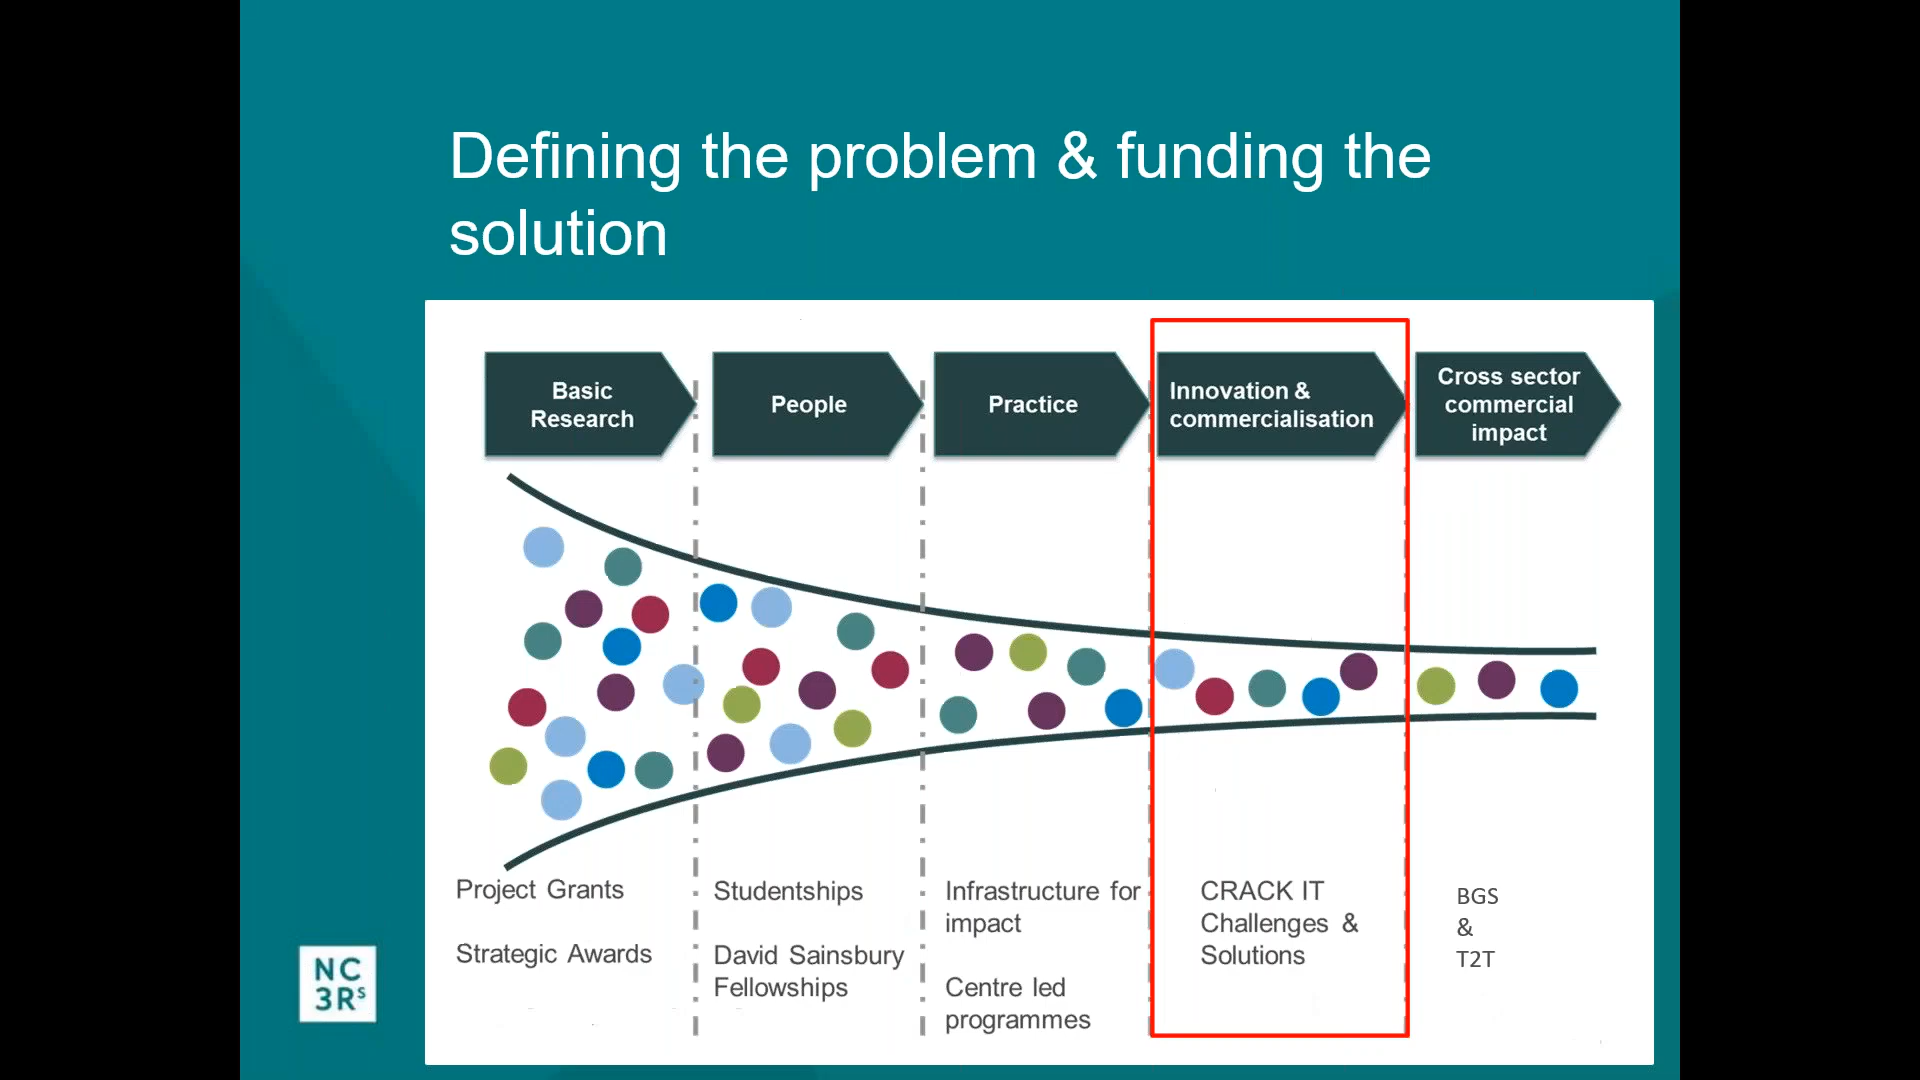 Defining the problem & funding the
solution
Basic
Research
People
Practice
Innovation &
commercialisation
Cross sector
commercial
impact
Project Grants
Strategic Awards
Studentships
David Sainsbury
Fellowships
Infrastructure for
impact
Centre led
programmes
CRACK IT
Challenges &
Solutions
BGS
&
T2T
NC
3Rs